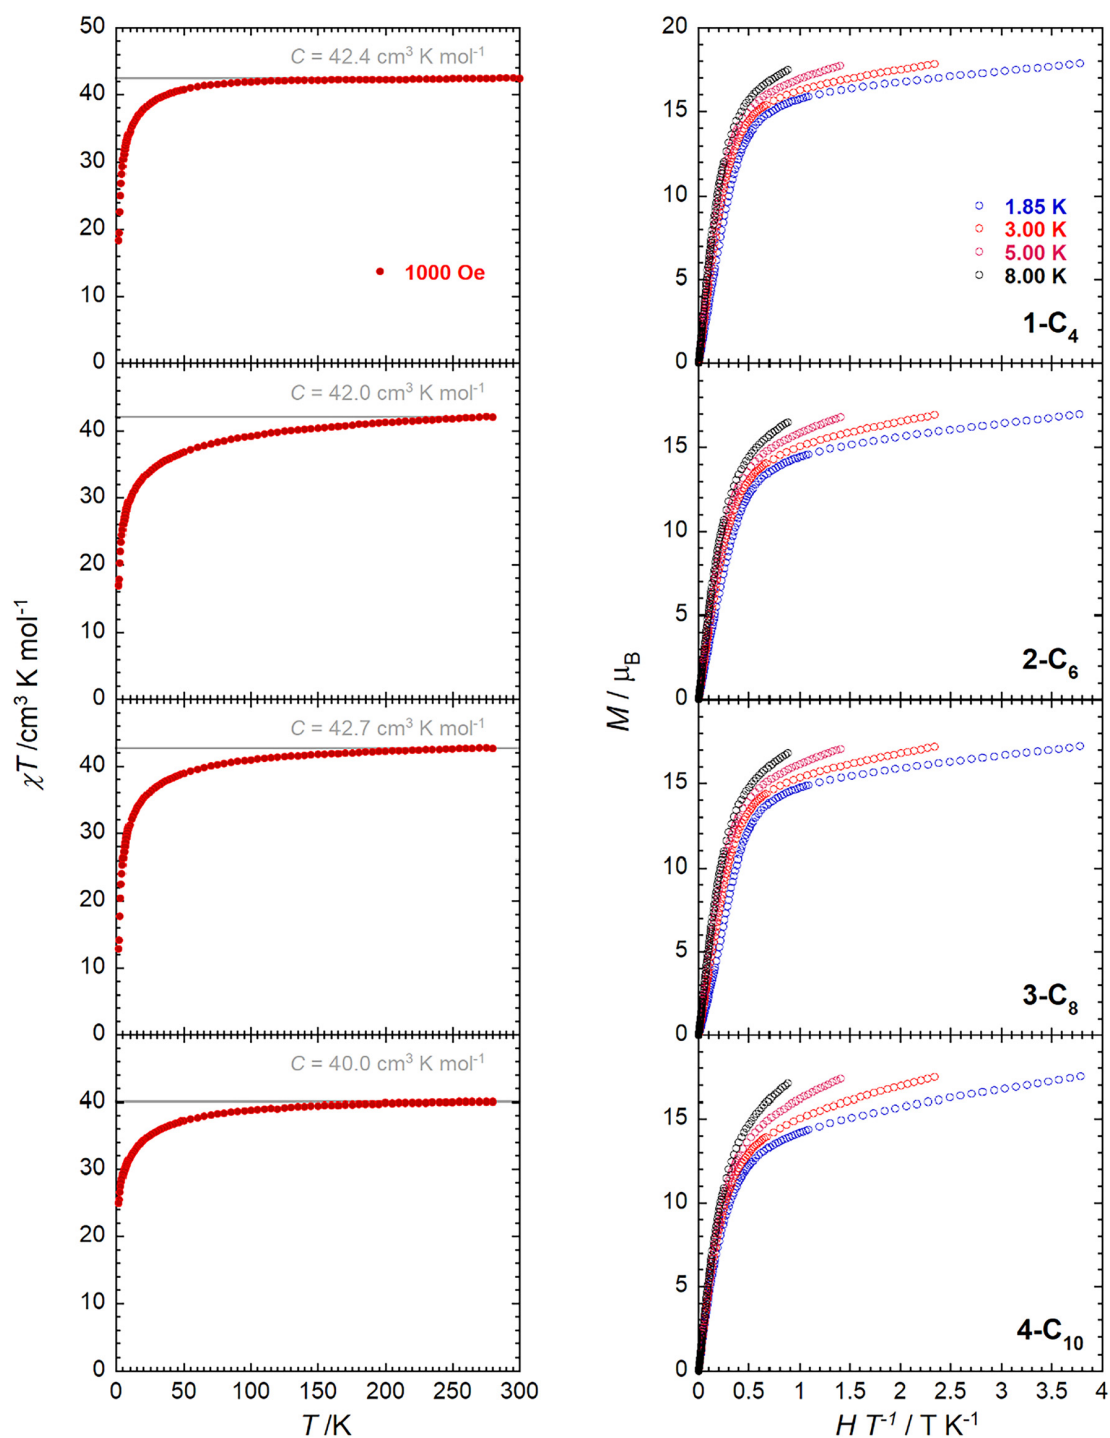 50
40
30
20
10
0
C = 42.4 cm³ K mol⁻¹
1000 Oe
40
30
20
10
0
C = 42.0 cm³ K mol⁻¹
40
30
20
10
0
C = 42.7 cm³ K mol⁻¹
40
30
20
10
0
C = 40.0 cm³ K mol⁻¹
0 50 100 150 200 250 300
T /K
χT /cm³ K mol⁻¹
20
15
10
5
0
1.85 K
3.00 K
5.00 K
8.00 K
1-C₄
15
10
5
0
2-C₆
15
10
5
0
3-C₈
15
10
5
0
4-C₁₀
0 0.5 1 1.5 2 2.5 3 3.5 4
H T⁻¹ / T K⁻¹
M / μ_B